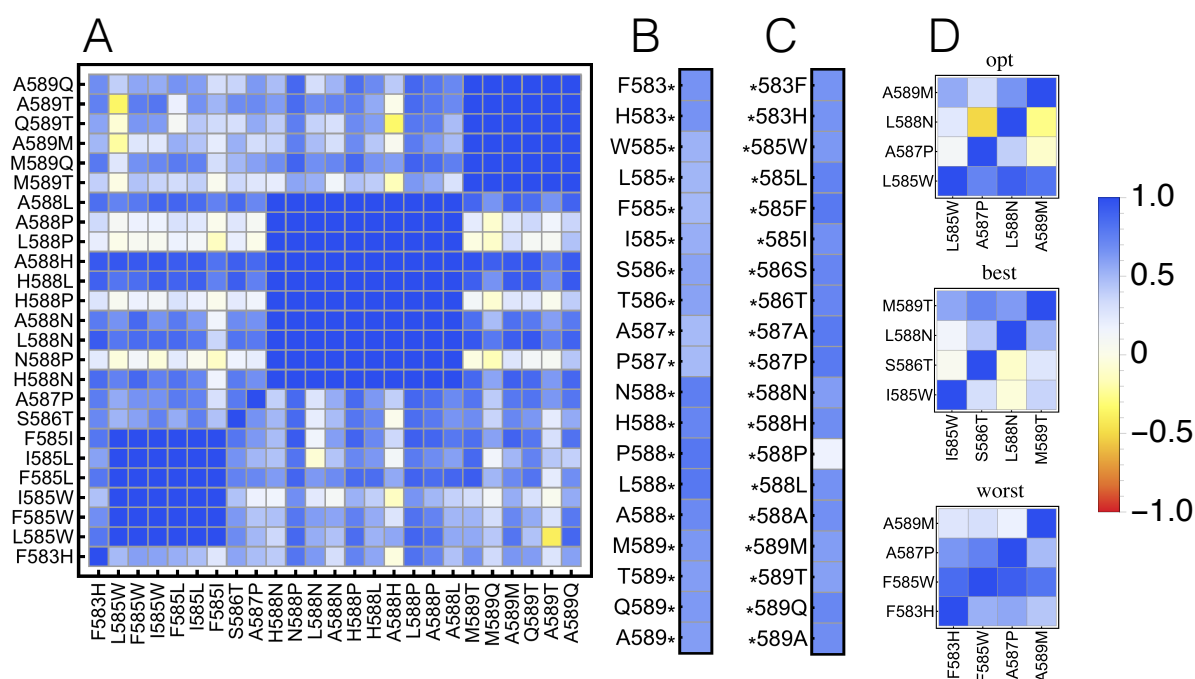 A
B
C
D
A589Q
A589T
Q589T
A589M
M589Q
M589T
A588L
A588P
L588P
A588H
H588L
H588P
A588N
L588N
N588P
H588N
A587P
S586T
F585I
I585L
F585L
I585W
F585W
L585W
F583H
F583H
L585W
F585W
I585W
F585L
I585L
F585I
S586T
A587P
H588N
N588P
L588N
A588N
H588P
H588L
A588H
L588P
A588P
A588L
M589T
M589Q
A589M
Q589T
A589T
A589Q
F583*
H583*
W585*
L585*
F585*
I585*
S586*
T586*
A587*
P587*
N588*
H588*
P588*
L588*
A588*
M589*
T589*
Q589*
A589*
*583F
*583H
*585W
*585L
*585F
*585I
*586S
*586T
*587A
*587P
*588N
*588H
*588P
*588L
*588A
*589M
*589T
*589Q
*589A
opt
A589M
L588N
A587P
L585W
L585W
A587P
L588N
A589M
best
M589T
L588N
S586T
I585W
I585W
S586T
L588N
M589T
worst
A589M
A587P
F585W
F583H
F583H
F585W
A587P
A589M
1.0
0.5
0
−0.5
−1.0